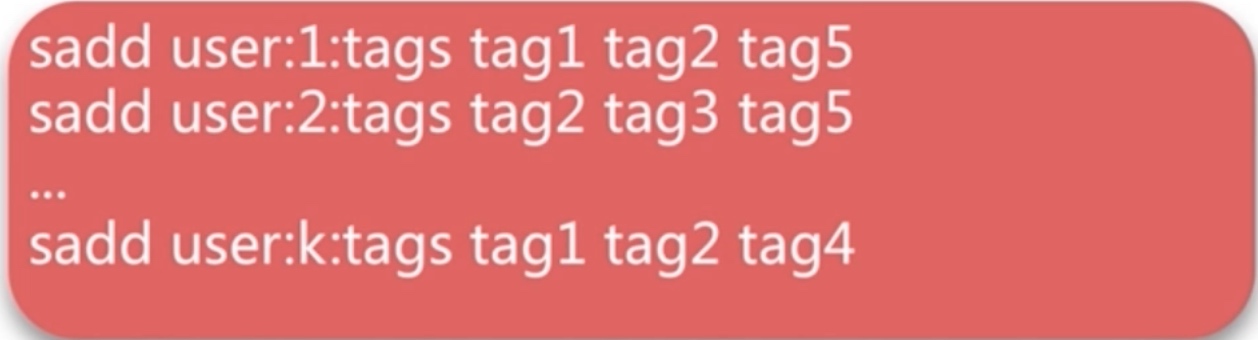 sadd user:1:tags tag1 tag2 tag5
sadd user:2:tags tag2 tag3 tag5
...
sadd user:k:tags tag1 tag2 tag4